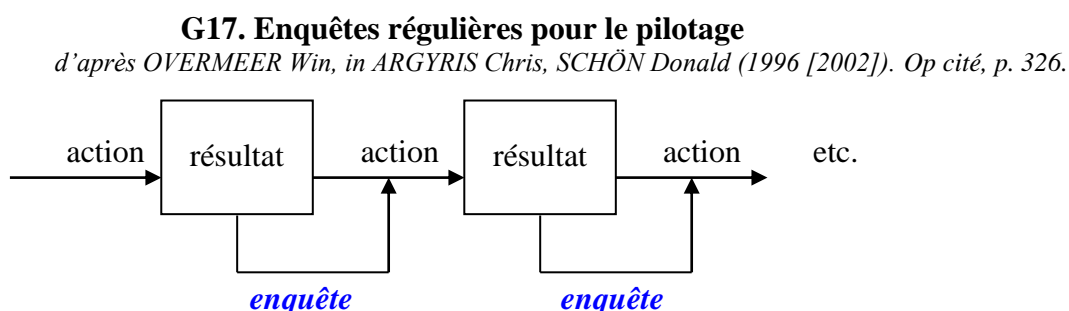 G17. Enquêtes régulières pour le pilotage
d'après OVERMEER Win, in ARGYRIS Chris, SCHÖN Donald (1996 [2002]). Op cité, p. 326.
action résultat action résultat action etc.
enquête enquête